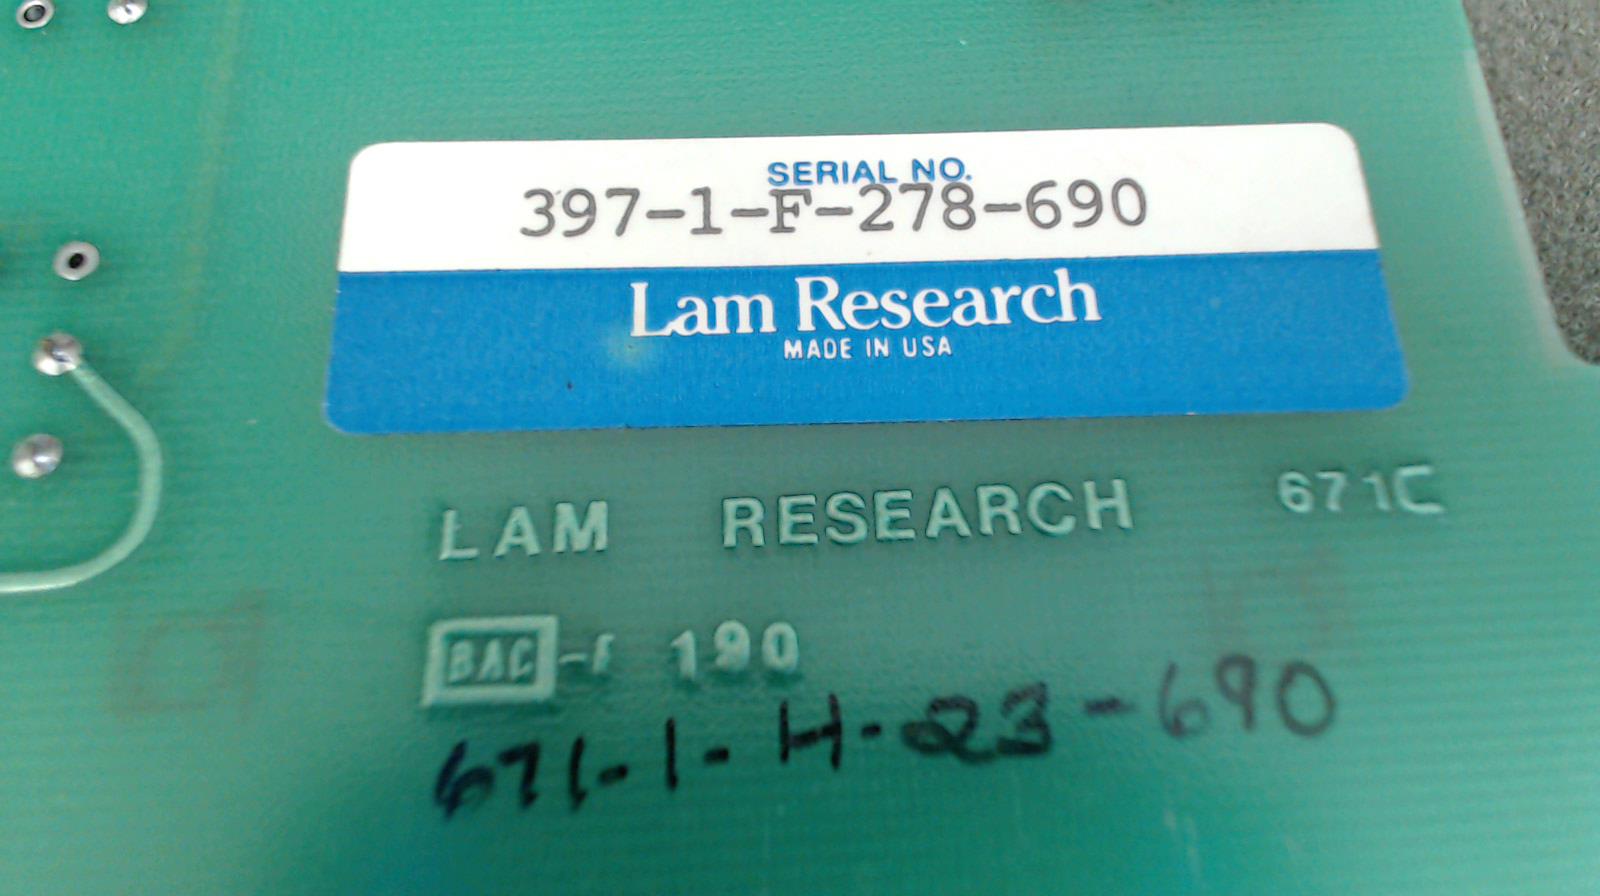 SERIAL NO.
397-1-F-278-690
Lam Research
MADE IN USA
LAM RESEARCH 671C
BAC 190
671-1-H-23-690